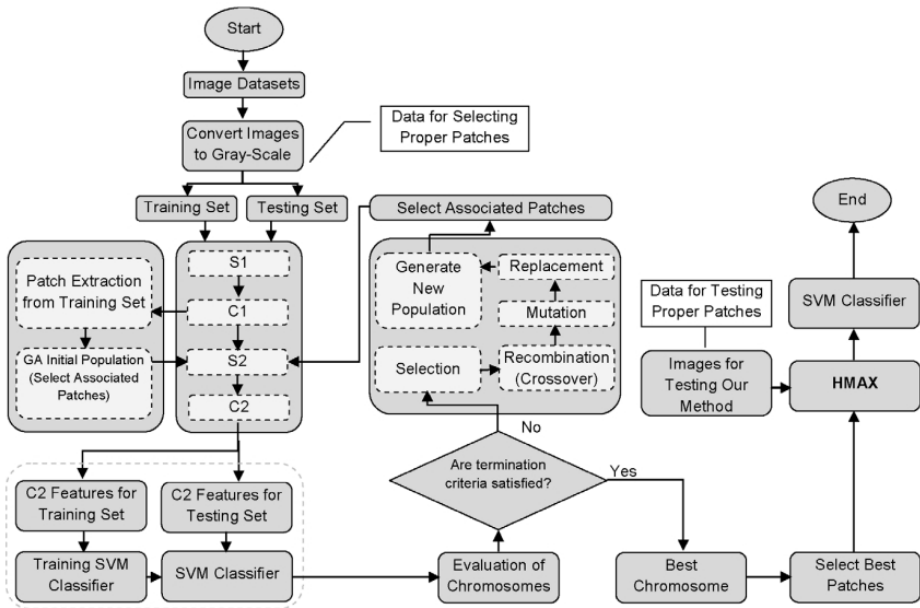 Start
Image Datasets
Convert Images
to Gray-Scale
Data for Selecting
Proper Patches
Training Set
Testing Set
Select Associated Patches
Patch Extraction
from Training Set
GA Initial Population
(Select Associated
Patches)
S1
C1
S2
C2
Generate
New
Population
Replacement
Mutation
Selection
Recombination
(Crossover)
Data for Testing
Proper Patches
Images for
Testing Our
Method
End
SVM Classifier
HMAX
No
Are termination
criteria satisfied?
Yes
C2 Features for
Training Set
C2 Features for
Testing Set
Training SVM
Classifier
SVM Classifier
Evaluation of
Chromosomes
Best
Chromosome
Select Best
Patches